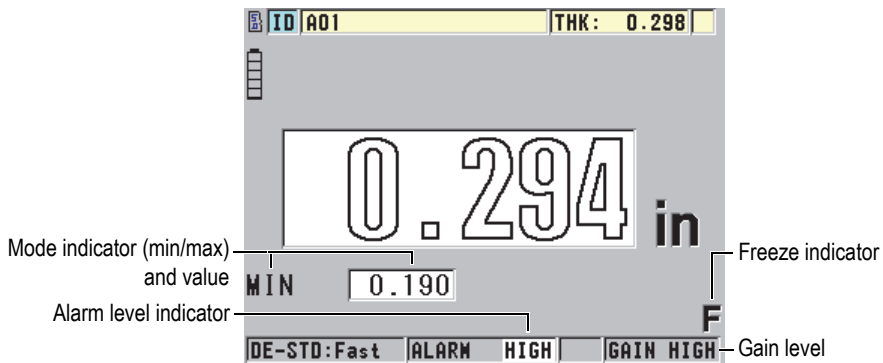 ID A01 THK: 0.298
0.294 in
Mode indicator (min/max)
and value
MIN 0.190
Freeze indicator
Alarm level indicator
F
DE-STD:Fast ALARM HIGH GAIN HIGH
Gain level